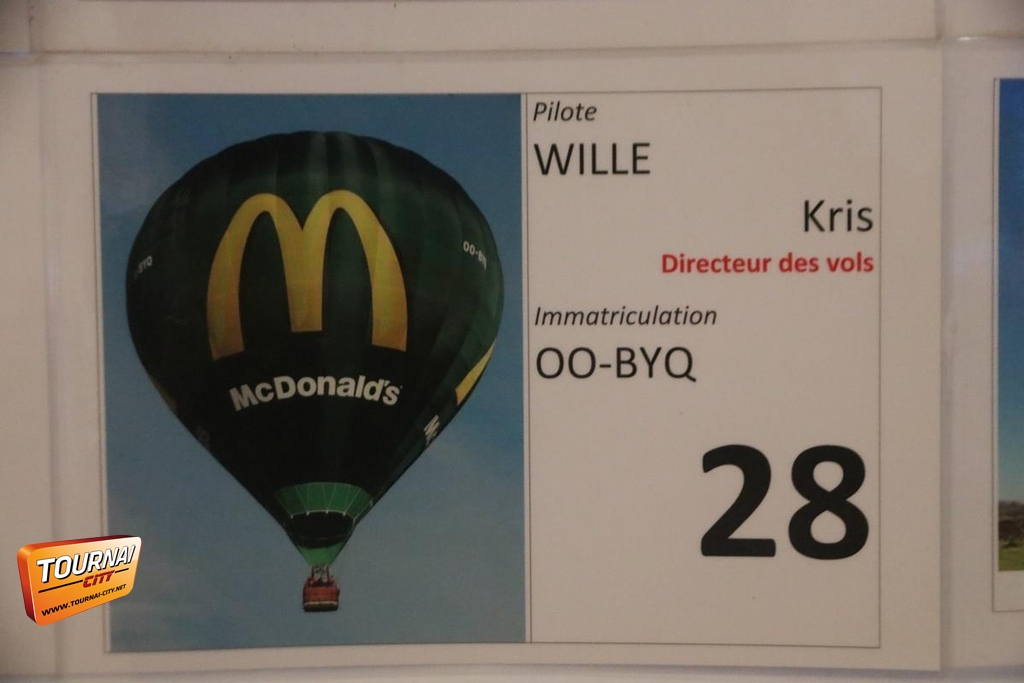 Pilote
WILLE
Kris
Directeur des vols
Immatriculation
OO-BYQ
28
McDonald's
TOURNAI
CITY
WWW.TOURNAI-CITY.NET